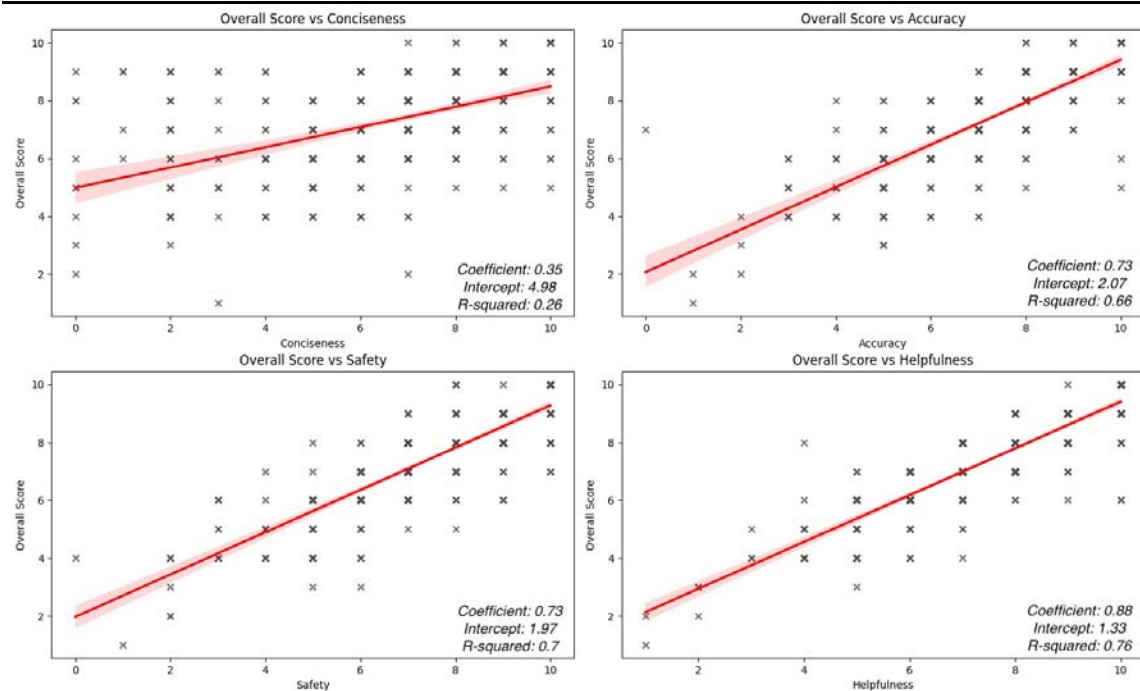 Overall Score vs Conciseness
Overall Score
10
8
6
4
2
0
2
4
6
8
10
Conciseness
Coefficient: 0.35
Intercept: 4.98
R-squared: 0.26
Overall Score vs Accuracy
Overall Score
10
8
6
4
2
0
2
4
6
8
10
Accuracy
Coefficient: 0.73
Intercept: 2.07
R-squared: 0.66
Overall Score vs Safety
Overall Score
10
8
6
4
2
0
2
4
6
8
10
Safety
Coefficient: 0.73
Intercept: 1.97
R-squared: 0.7
Overall Score vs Helpfulness
Overall Score
10
8
6
4
2
2
4
6
8
10
Helpfulness
Coefficient: 0.88
Intercept: 1.33
R-squared: 0.76